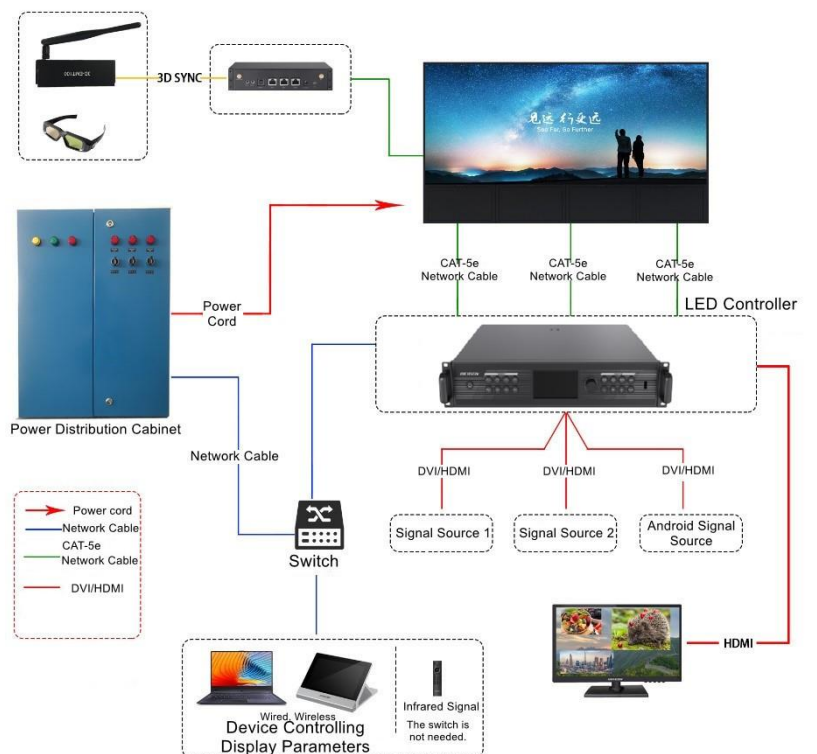 3D SYNC
见远 行更远
See Far, Go Further
CAT-5e
Network Cable
CAT-5e
Network Cable
CAT-5e
Network Cable
LED Controller
Power
Cord
Power Distribution Cabinet
Network Cable
DVI/HDMI
DVI/HDMI
DVI/HDMI
Signal Source 1
Signal Source 2
Android Signal
Source
Power cord
Network Cable
CAT-5e
Network Cable
DVI/HDMI
Switch
HDMI
Wired, Wireless
Device Controlling
Display Parameters
Infrared Signal
The switch is
not needed.